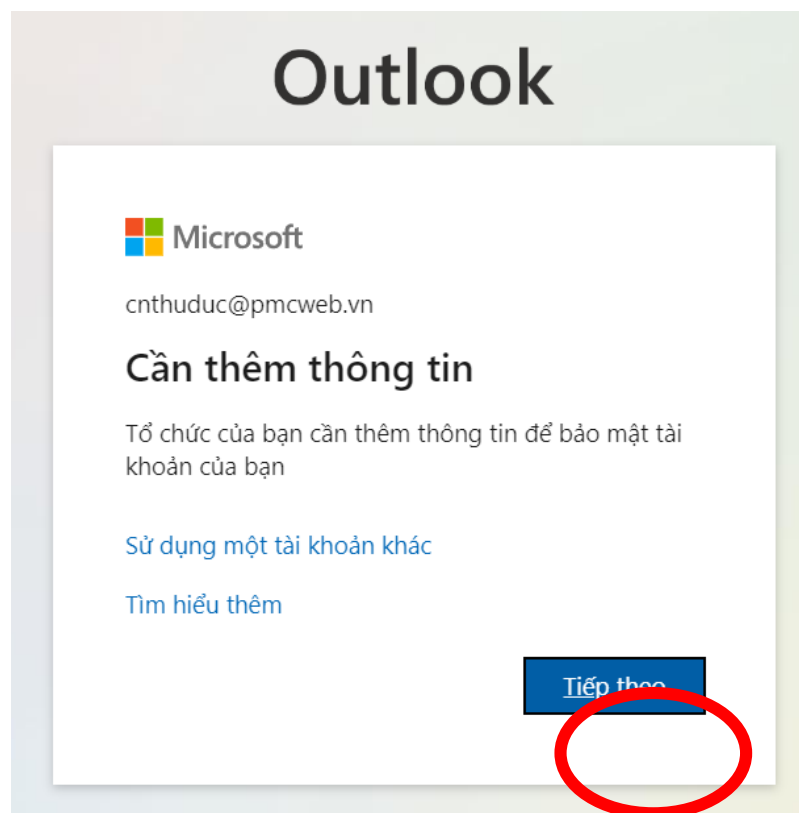 Outlook
Microsoft
cnthuduc@pmcweb.vn
Cần thêm thông tin
Tổ chức của bạn cần thêm thông tin để bảo mật tài
khoản của bạn
Sử dụng một tài khoản khác
Tìm hiểu thêm
Tiếp theo